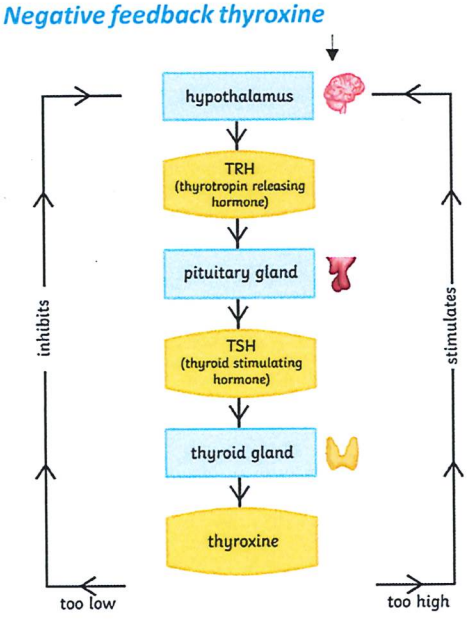 Negative feedback thyroxine
hypothalamus
TRH
(thyrotropin releasing
hormone)
pituitary gland
inhibits
stimulates
TSH
(thyroid stimulating
hormone)
thyroid gland
thyroxine
too low
too high